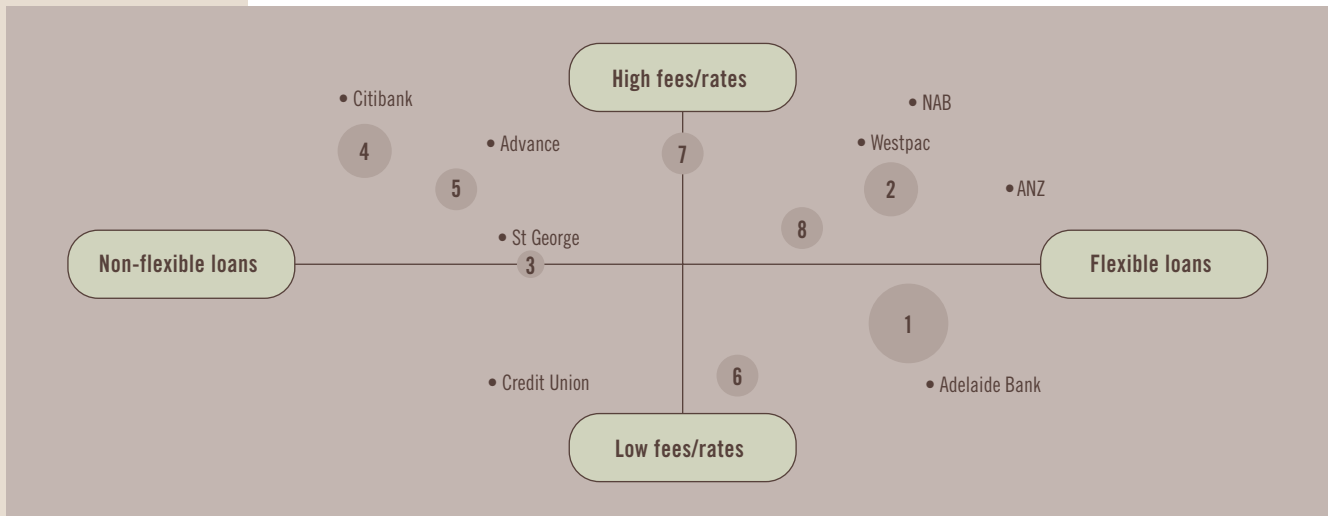 High fees/rates
• Citibank
• NAB
• Advance
• Westpac
4
7
5
2
• ANZ
8
• St George
Non-flexible loans
3
Flexible loans
1
6
• Credit Union
• Adelaide Bank
Low fees/rates